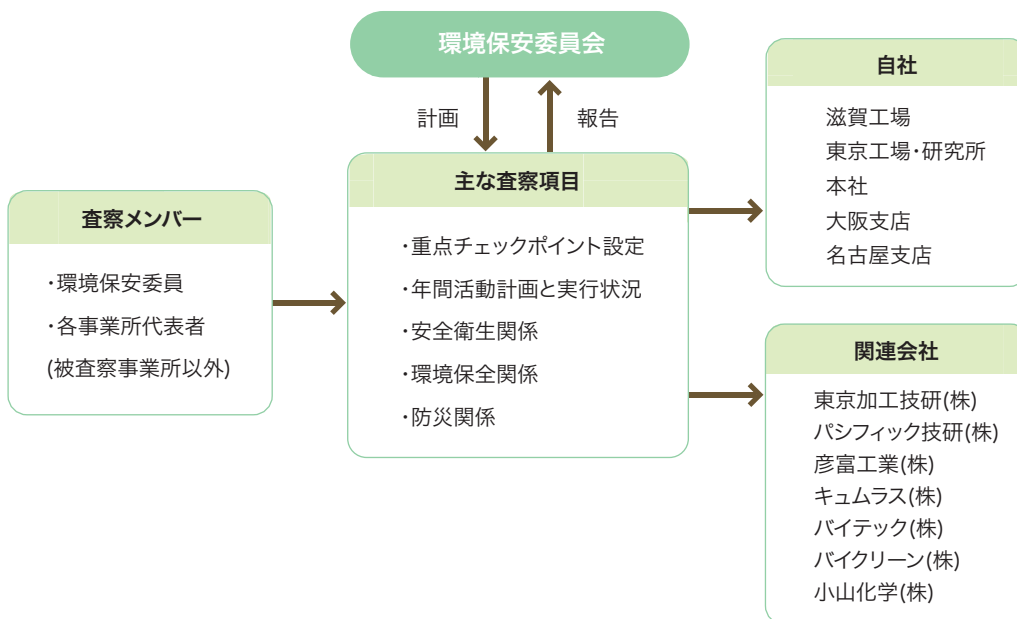 環境保安委員会
計画
報告
査察メンバー
・環境保安委員
・各事業所代表者
(被査察事業所以外)
主な査察項目
・重点チェックポイント設定
・年間活動計画と実行状況
・安全衛生関係
・環境保全関係
・防災関係
自社
滋賀工場
東京工場・研究所
本社
大阪支店
名古屋支店
関連会社
東京加工技研(株)
パシフィック技研(株)
彦富工業(株)
キュムラス(株)
バイテック(株)
バイクリーン(株)
小山化学(株)